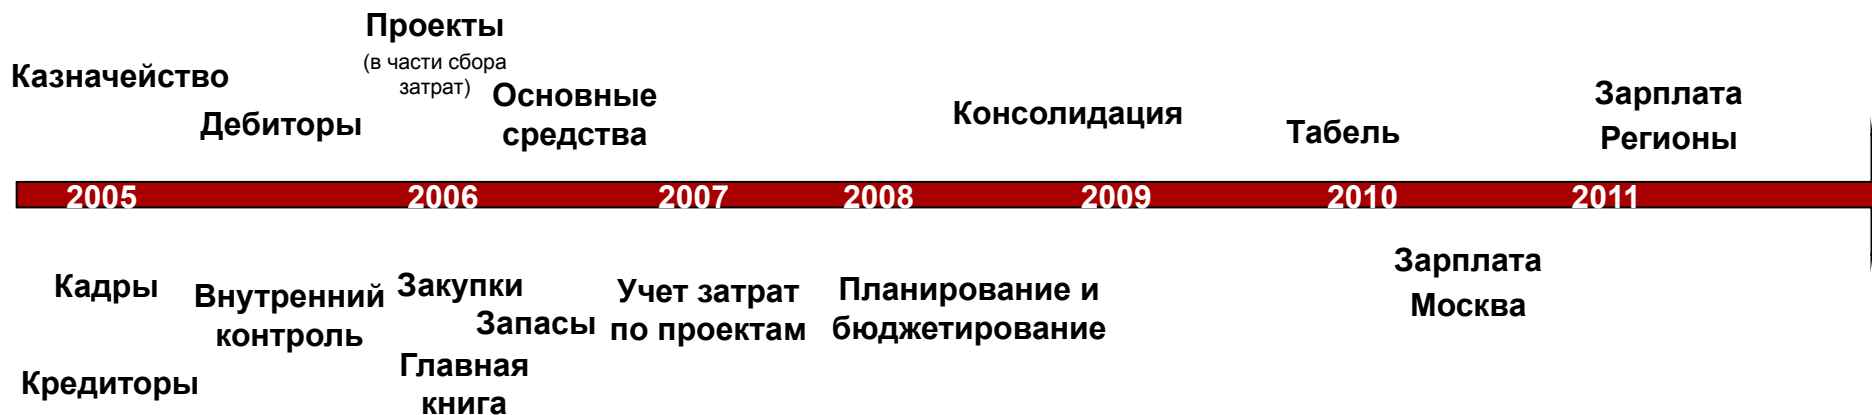 Казначейство
Дебиторы
Проекты
(в части сбора
затрат)
Основные
средства
Консолидация
Табель
Зарплата
Регионы
2005 2006 2007 2008 2009 2010 2011
Кадры
Кредиторы
Внутренний
контроль
Закупки
Запасы
Главная
книга
Учет затрат
по проектам
Планирование и
бюджетирование
Зарплата
Москва